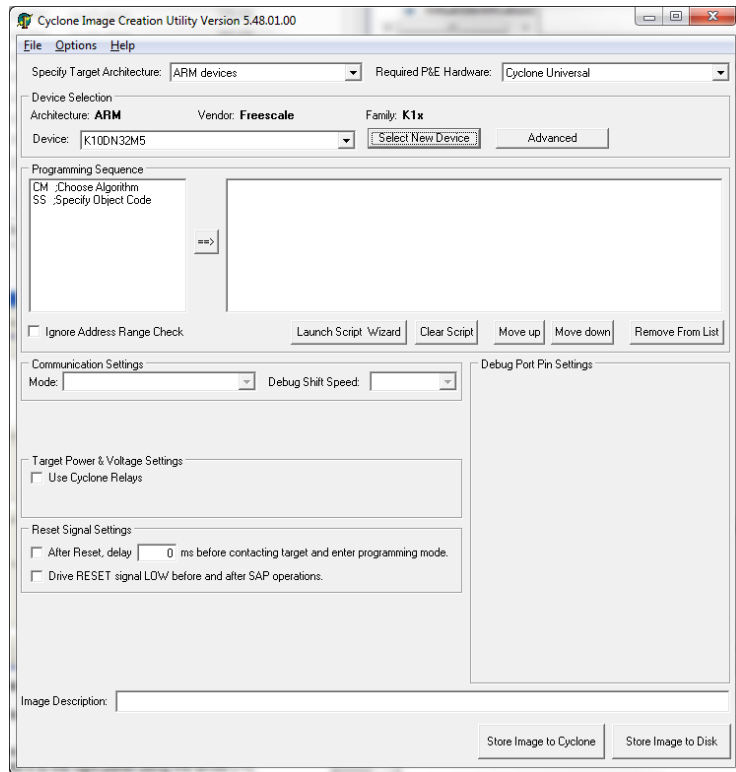 Cyclone Image Creation Utility Version 5.48.01.00
File Options Help
Specify Target Architecture: ARM devices Required P&E Hardware: Cyclone Universal
Device Selection
Architecture: ARM Vendor: Freescale Family: K1x
Device: K10DN32M5 Select New Device Advanced
Programming Sequence
CM ;Choose Algorithm
SS ;Specify Object Code
==>
Ignore Address Range Check Launch Script Wizard Clear Script Move up Move down Remove From List
Communication Settings Debug Port Pin Settings
Mode: Debug Shift Speed:
Target Power & Voltage Settings
Use Cyclone Relays
Reset Signal Settings
After Reset, delay 0 ms before contacting target and enter programming mode.
Drive RESET signal LOW before and after SAP operations.
Image Description:
Store Image to Cyclone Store Image to Disk